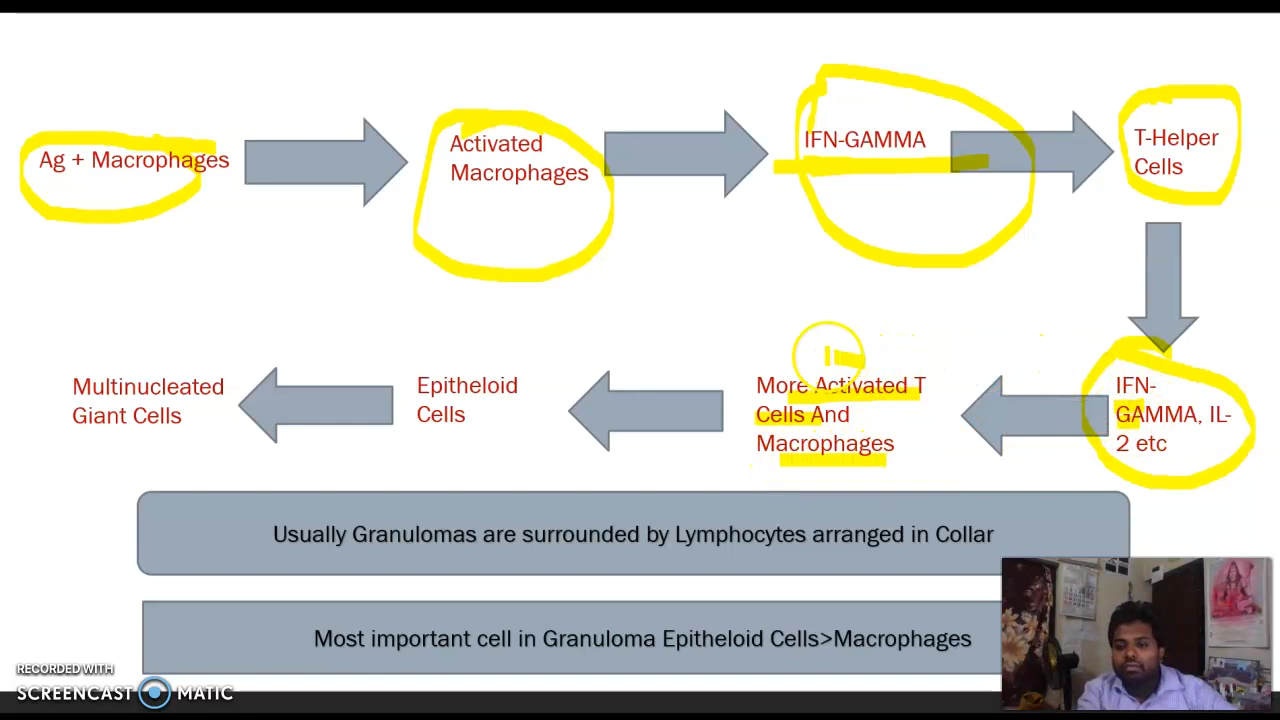 Ag + Macrophages
Activated
Macrophages
IFN-GAMMA
T-Helper
Cells
IFN-
GAMMA, IL-
2 etc
More Activated T
Cells And
Macrophages
Epitheloid
Cells
Multinucleated
Giant Cells
Usually Granulomas are surrounded by Lymphocytes arranged in Collar
Most important cell in Granuloma Epitheloid Cells>Macrophages
RECORDED WITH
SCREENCAST MATIC